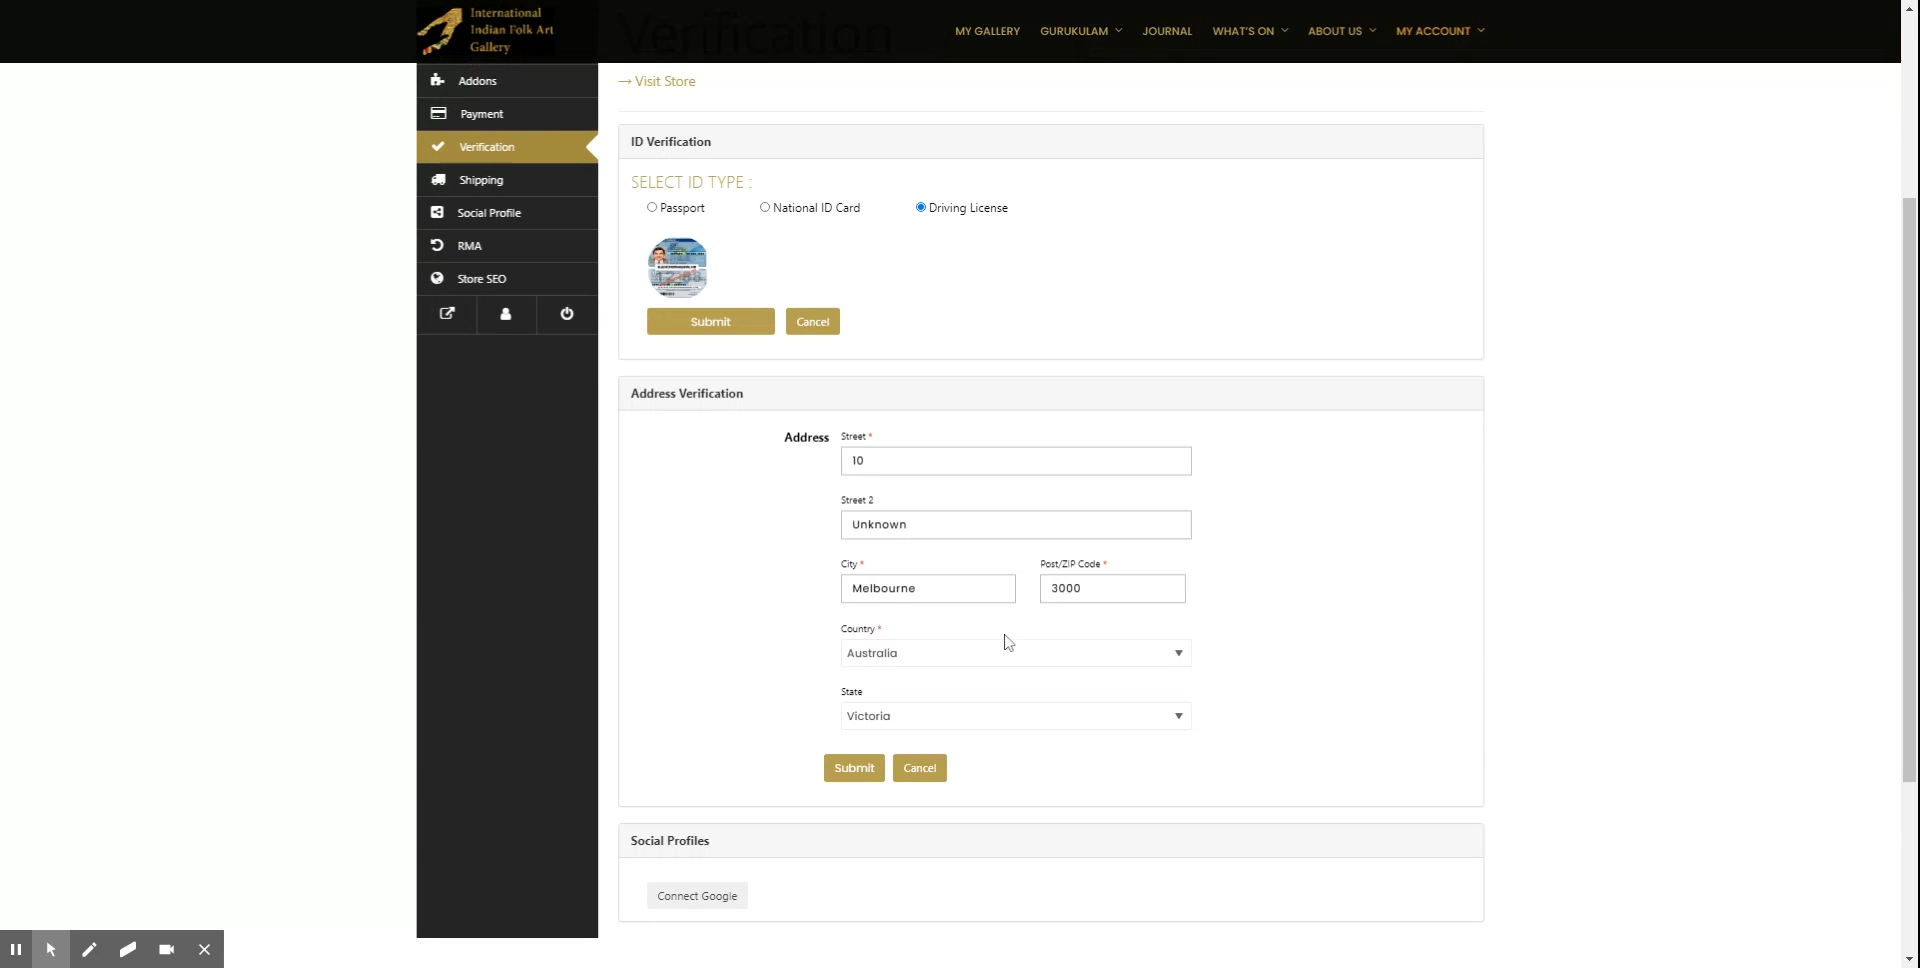 International
Indian Folk Art
Gallery
Verification
MY GALLERY
GURUKULAM
JOURNAL
WHAT'S ON
ABOUT US
MY ACCOUNT
Addons
Payment
Verification
Shipping
Social Profile
RMA
Store SEO
→ Visit Store
ID Verification
SELECT ID TYPE :
Passport
National ID Card
Driving License
Submit
Cancel
Address Verification
Address
Street *
10
Street 2
Unknown
City *
Post/ZIP Code *
Melbourne
3000
Country *
Australia
State
Victoria
Submit
Cancel
Social Profiles
Connect Google